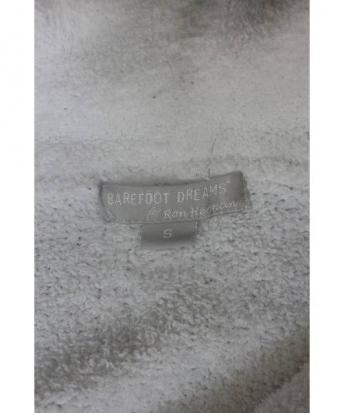 BAREFOOT DREAMS®
@ Ron Herman
S